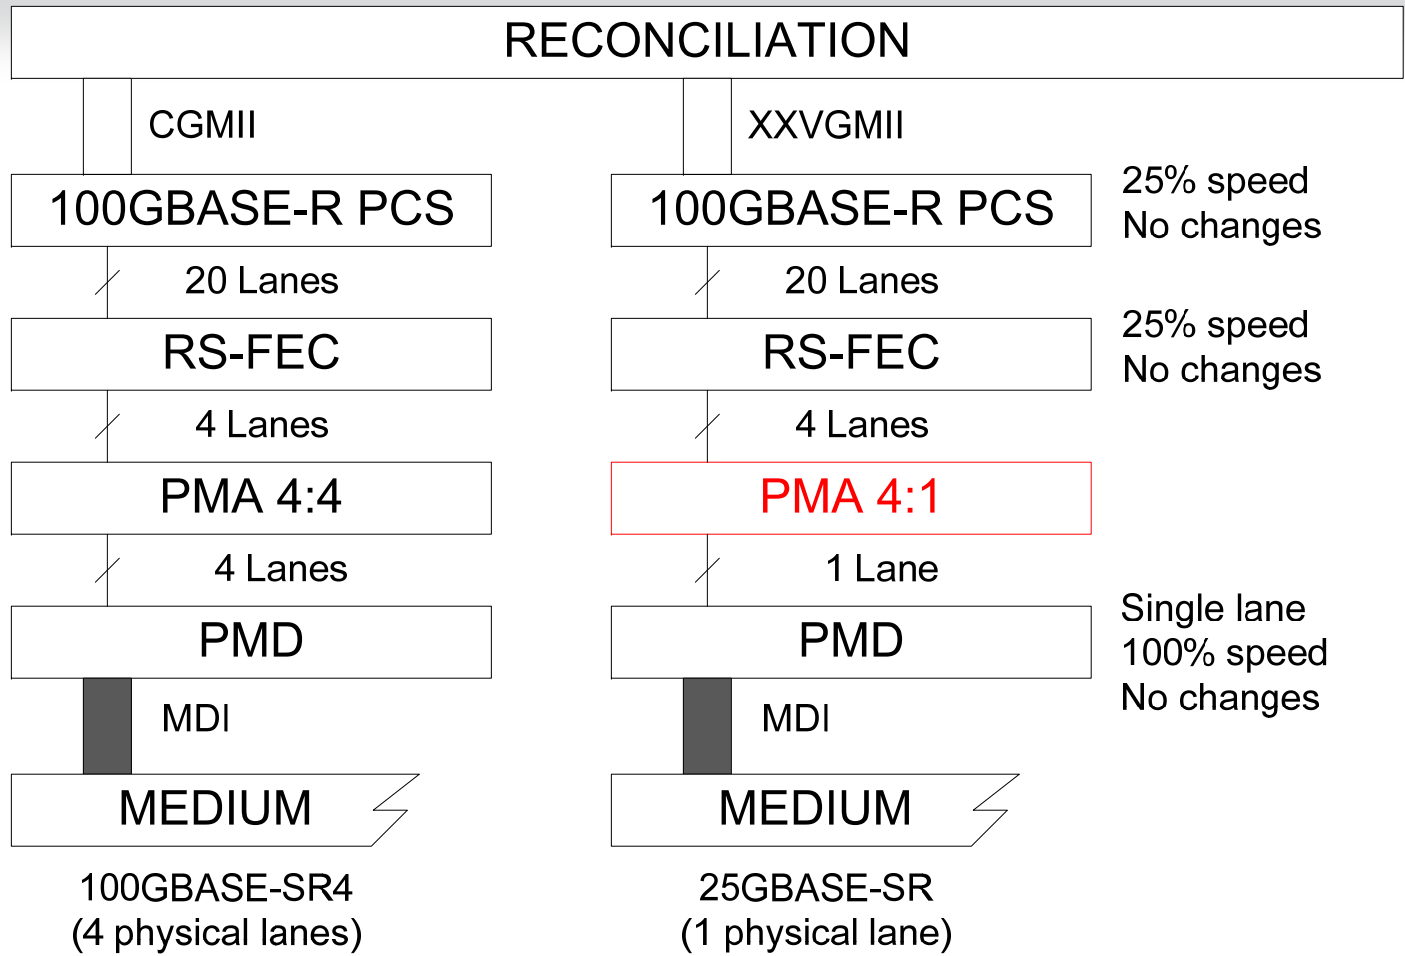 RECONCILIATION
CGMII
XXVGMII
100GBASE-R PCS
100GBASE-R PCS
25% speed
No changes
20 Lanes
20 Lanes
RS-FEC
RS-FEC
25% speed
No changes
4 Lanes
4 Lanes
PMA 4:4
PMA 4:1
4 Lanes
1 Lane
PMD
PMD
Single lane
100% speed
No changes
MDI
MDI
MEDIUM
MEDIUM
100GBASE-SR4
(4 physical lanes)
25GBASE-SR
(1 physical lane)